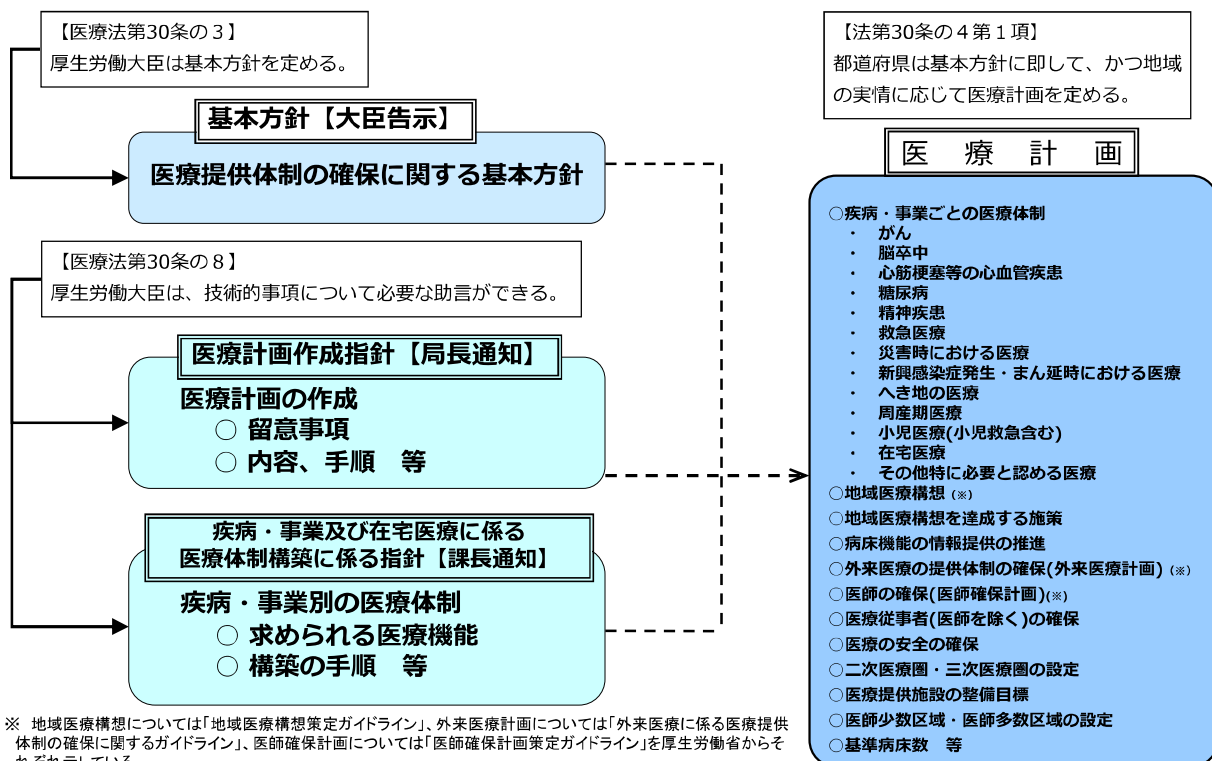 【医療法第30条の３】
厚生労働大臣は基本方針を定める。
基本方針【大臣告示】
医療提供体制の確保に関する基本方針
【医療法第30条の８】
厚生労働大臣は、技術的事項について必要な助言ができる。
医療計画作成指針【局長通知】
医療計画の作成
○ 留意事項
○ 内容、手順　等
疾病・事業及び在宅医療に係る
医療体制構築に係る指針【課長通知】
疾病・事業別の医療体制
○ 求められる医療機能
○ 構築の手順　等
【法第30条の４第１項】
都道府県は基本方針に即して、かつ地域
の実情に応じて医療計画を定める。
医　療　計　画
○疾病・事業ごとの医療体制
・　がん
・　脳卒中
・　心筋梗塞等の心血管疾患
・　糖尿病
・　精神疾患
・　救急医療
・　災害時における医療
・　新興感染症発生・まん延時における医療
・　へき地の医療
・　周産期医療
・　小児医療(小児救急含む)
・　在宅医療
・　その他特に必要と認める医療
○地域医療構想（※）
○地域医療構想を達成する施策
○病床機能の情報提供の推進
○外来医療の提供体制の確保(外来医療計画)（※）
○医師の確保(医師確保計画)(※)
○医療従事者(医師を除く)の確保
○医療の安全の確保
○二次医療圏・三次医療圏の設定
○医療提供施設の整備目標
○医師少数区域・医師多数区域の設定
○基準病床数　等
※　地域医療構想については「地域医療構想策定ガイドライン」、外来医療計画については「外来医療に係る医療提供
体制の確保に関するガイドライン」、医師確保計画については「医師確保計画策定ガイドライン」を厚生労働省からそ
れぞれ示している